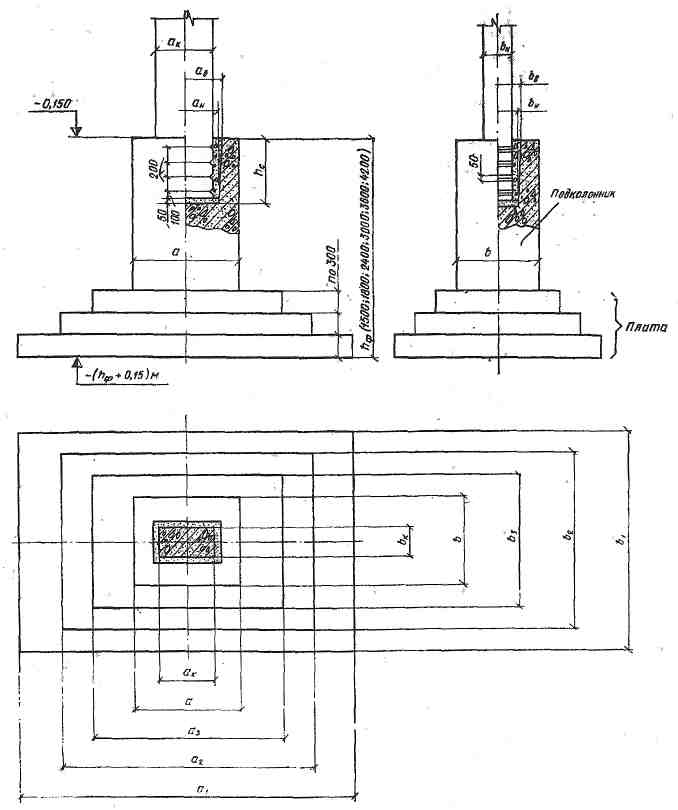 aк
aв
aн
-0,150
200
50
100
hс
a
по 300
hф (1500;1800;2400;3000;3600;4200)
-(hф + 0,15) м
bк
bв
bн
50
Подколонник
b
Плита
bк
b
b3
b2
b1
aк
a
a3
a2
a1